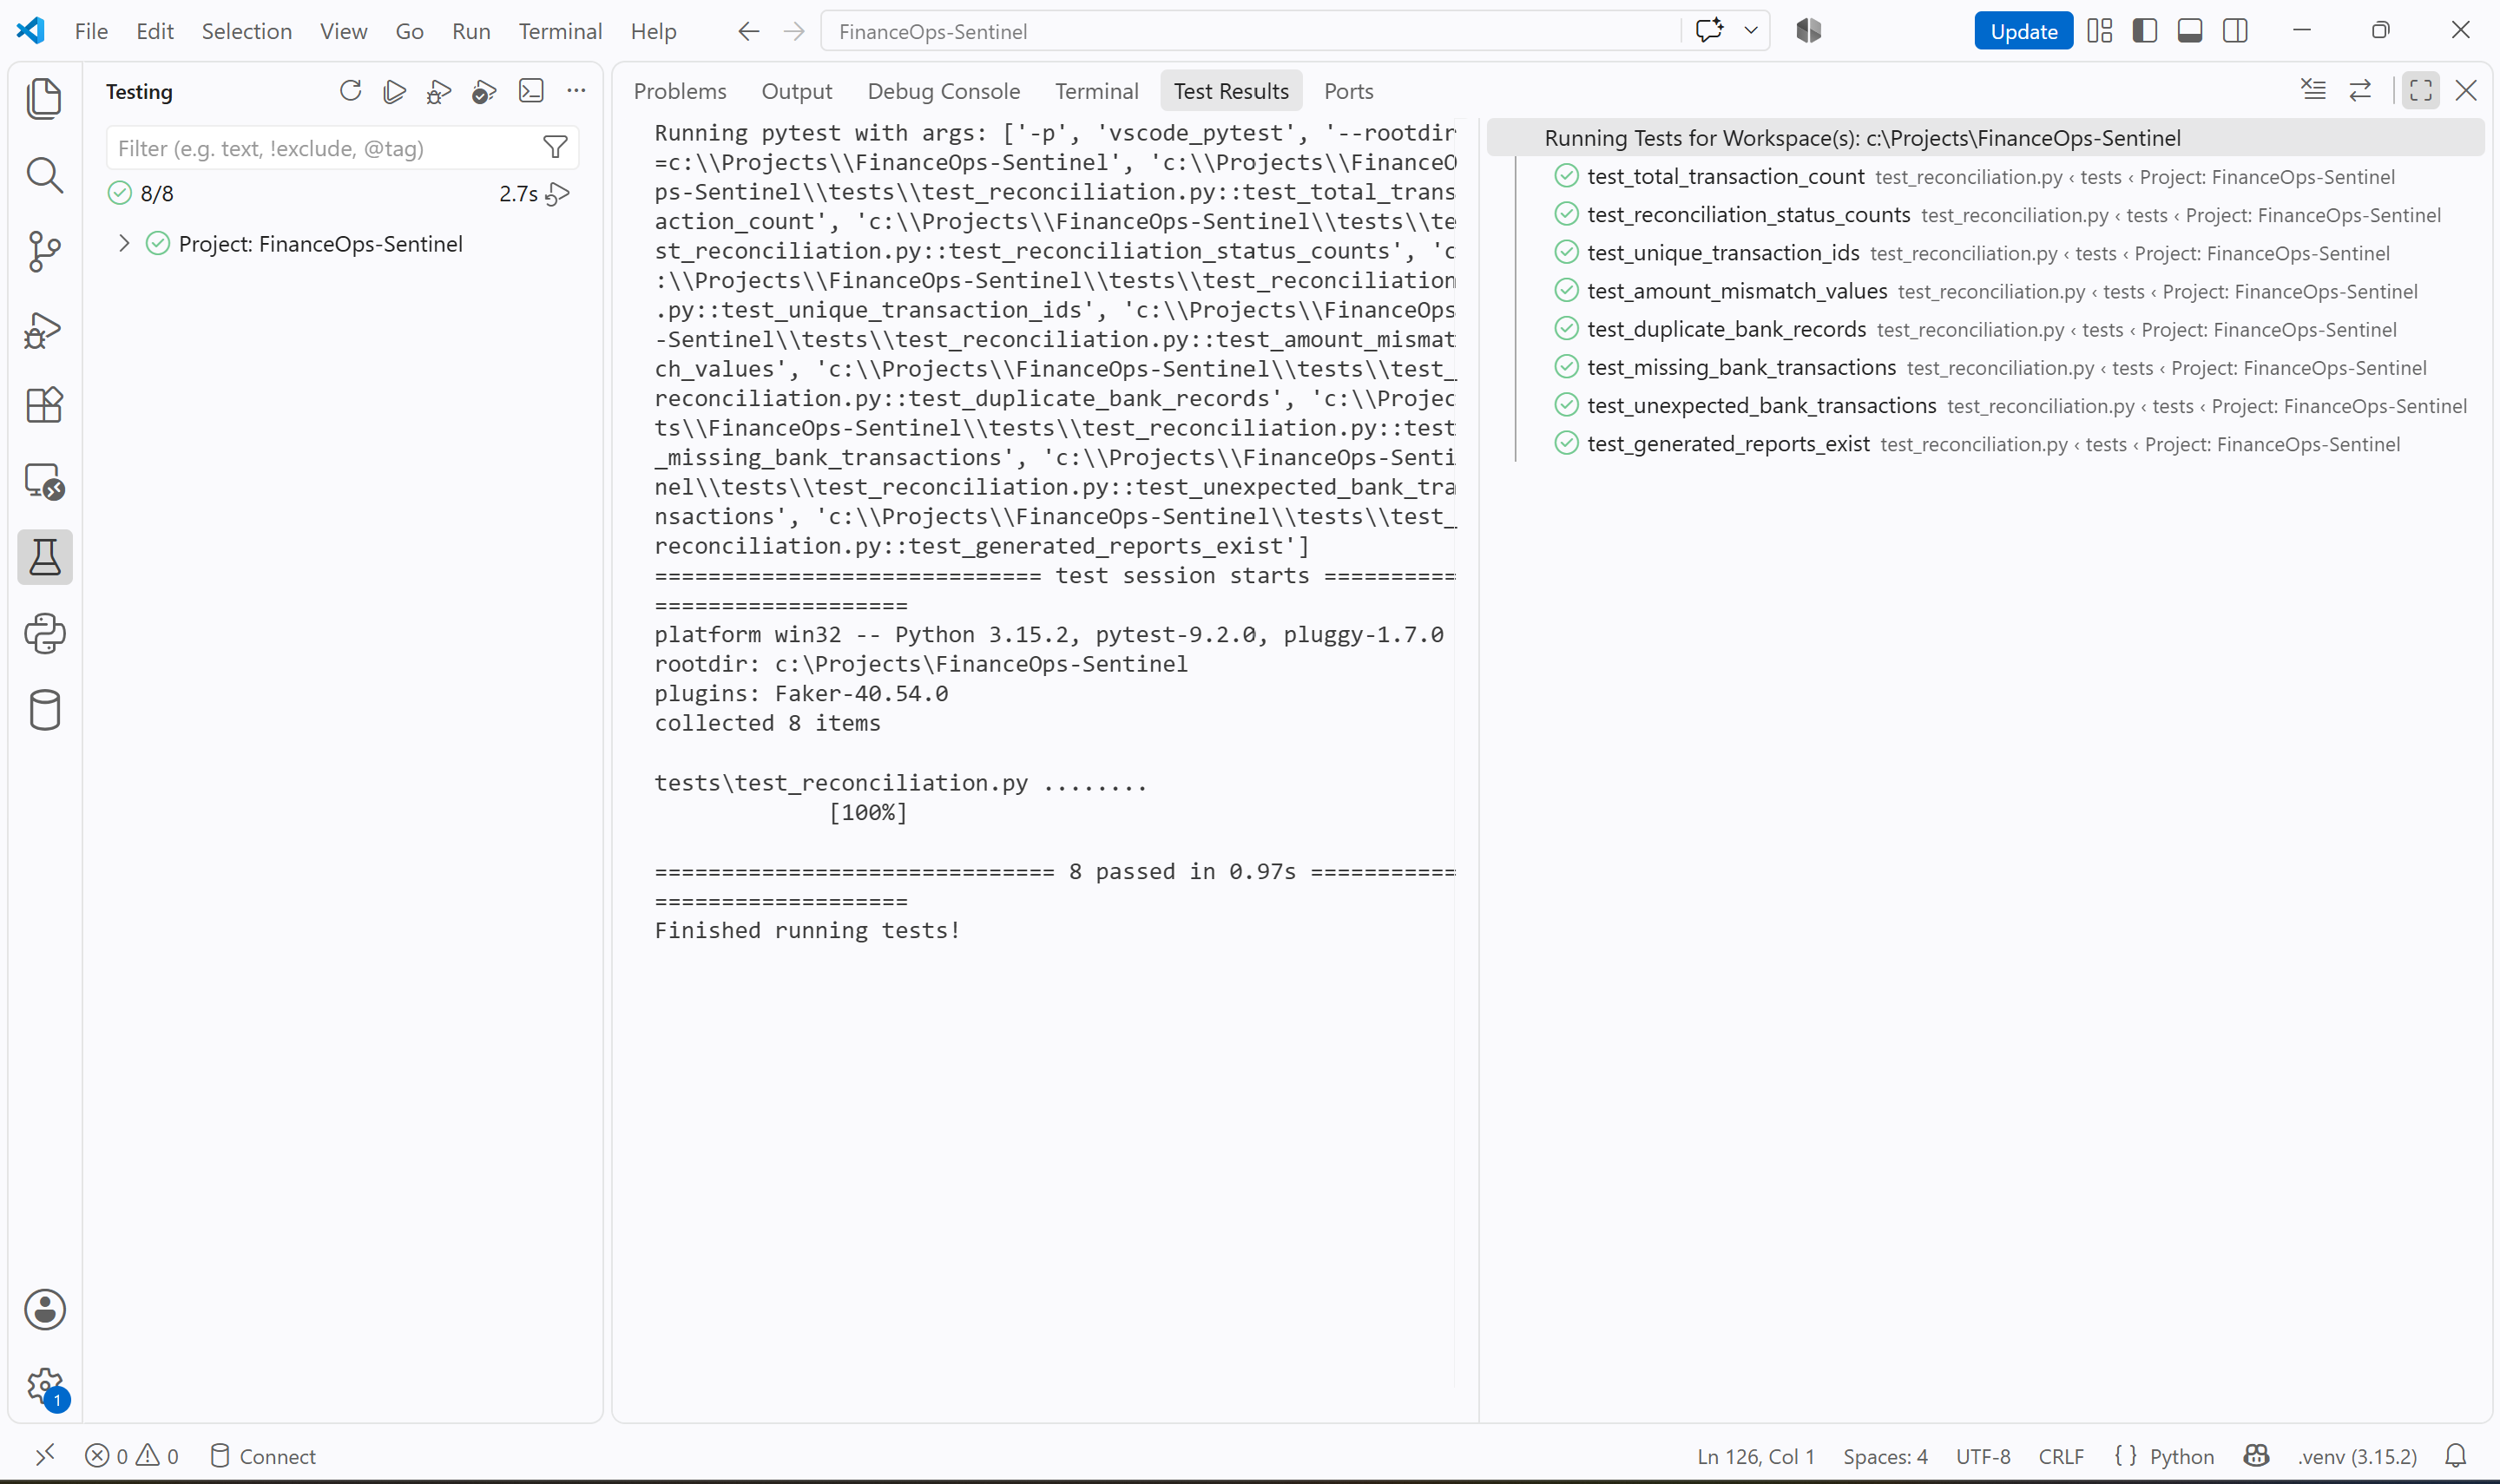 File Edit Selection View Go Run Terminal Help FinanceOps-Sentinel Update
Testing
Filter (e.g. text, !exclude, @tag)
8/8 2.7s
Project: FinanceOps-Sentinel
Problems Output Debug Console Terminal Test Results Ports
Running pytest with args: ['-p', 'vscode_pytest', '--rootdir
=c:\\Projects\\FinanceOps-Sentinel', 'c:\\Projects\\FinanceO
ps-Sentinel\\tests\\test_reconciliation.py::test_total_trans
action_count', 'c:\\Projects\\FinanceOps-Sentinel\\tests\\te
st_reconciliation.py::test_reconciliation_status_counts', 'c
:\\Projects\\FinanceOps-Sentinel\\tests\\test_reconciliation
.py::test_unique_transaction_ids', 'c:\\Projects\\FinanceOps
-Sentinel\\tests\\test_reconciliation.py::test_amount_mismat
ch_values', 'c:\\Projects\\FinanceOps-Sentinel\\tests\\test_
reconciliation.py::test_duplicate_bank_records', 'c:\\Projec
ts\\FinanceOps-Sentinel\\tests\\test_reconciliation.py::test
_missing_bank_transactions', 'c:\\Projects\\FinanceOps-Senti
nel\\tests\\test_reconciliation.py::test_unexpected_bank_tra
nsactions', 'c:\\Projects\\FinanceOps-Sentinel\\tests\\test_
reconciliation.py::test_generated_reports_exist']
============================= test session starts ==========
===================
platform win32 -- Python 3.15.2, pytest-9.2.0, pluggy-1.7.0
rootdir: c:\Projects\FinanceOps-Sentinel
plugins: Faker-40.54.0
collected 8 items
tests\test_reconciliation.py ........
[100%]
============================== 8 passed in 0.97s ===========
===================
Finished running tests!
Running Tests for Workspace(s): c:\Projects\FinanceOps-Sentinel
test_total_transaction_count test_reconciliation.py ‹ tests ‹ Project: FinanceOps-Sentinel
test_reconciliation_status_counts test_reconciliation.py ‹ tests ‹ Project: FinanceOps-Sentinel
test_unique_transaction_ids test_reconciliation.py ‹ tests ‹ Project: FinanceOps-Sentinel
test_amount_mismatch_values test_reconciliation.py ‹ tests ‹ Project: FinanceOps-Sentinel
test_duplicate_bank_records test_reconciliation.py ‹ tests ‹ Project: FinanceOps-Sentinel
test_missing_bank_transactions test_reconciliation.py ‹ tests ‹ Project: FinanceOps-Sentinel
test_unexpected_bank_transactions test_reconciliation.py ‹ tests ‹ Project: FinanceOps-Sentinel
test_generated_reports_exist test_reconciliation.py ‹ tests ‹ Project: FinanceOps-Sentinel
1
0 0 Connect Ln 126, Col 1 Spaces: 4 UTF-8 CRLF {} Python .venv (3.15.2)